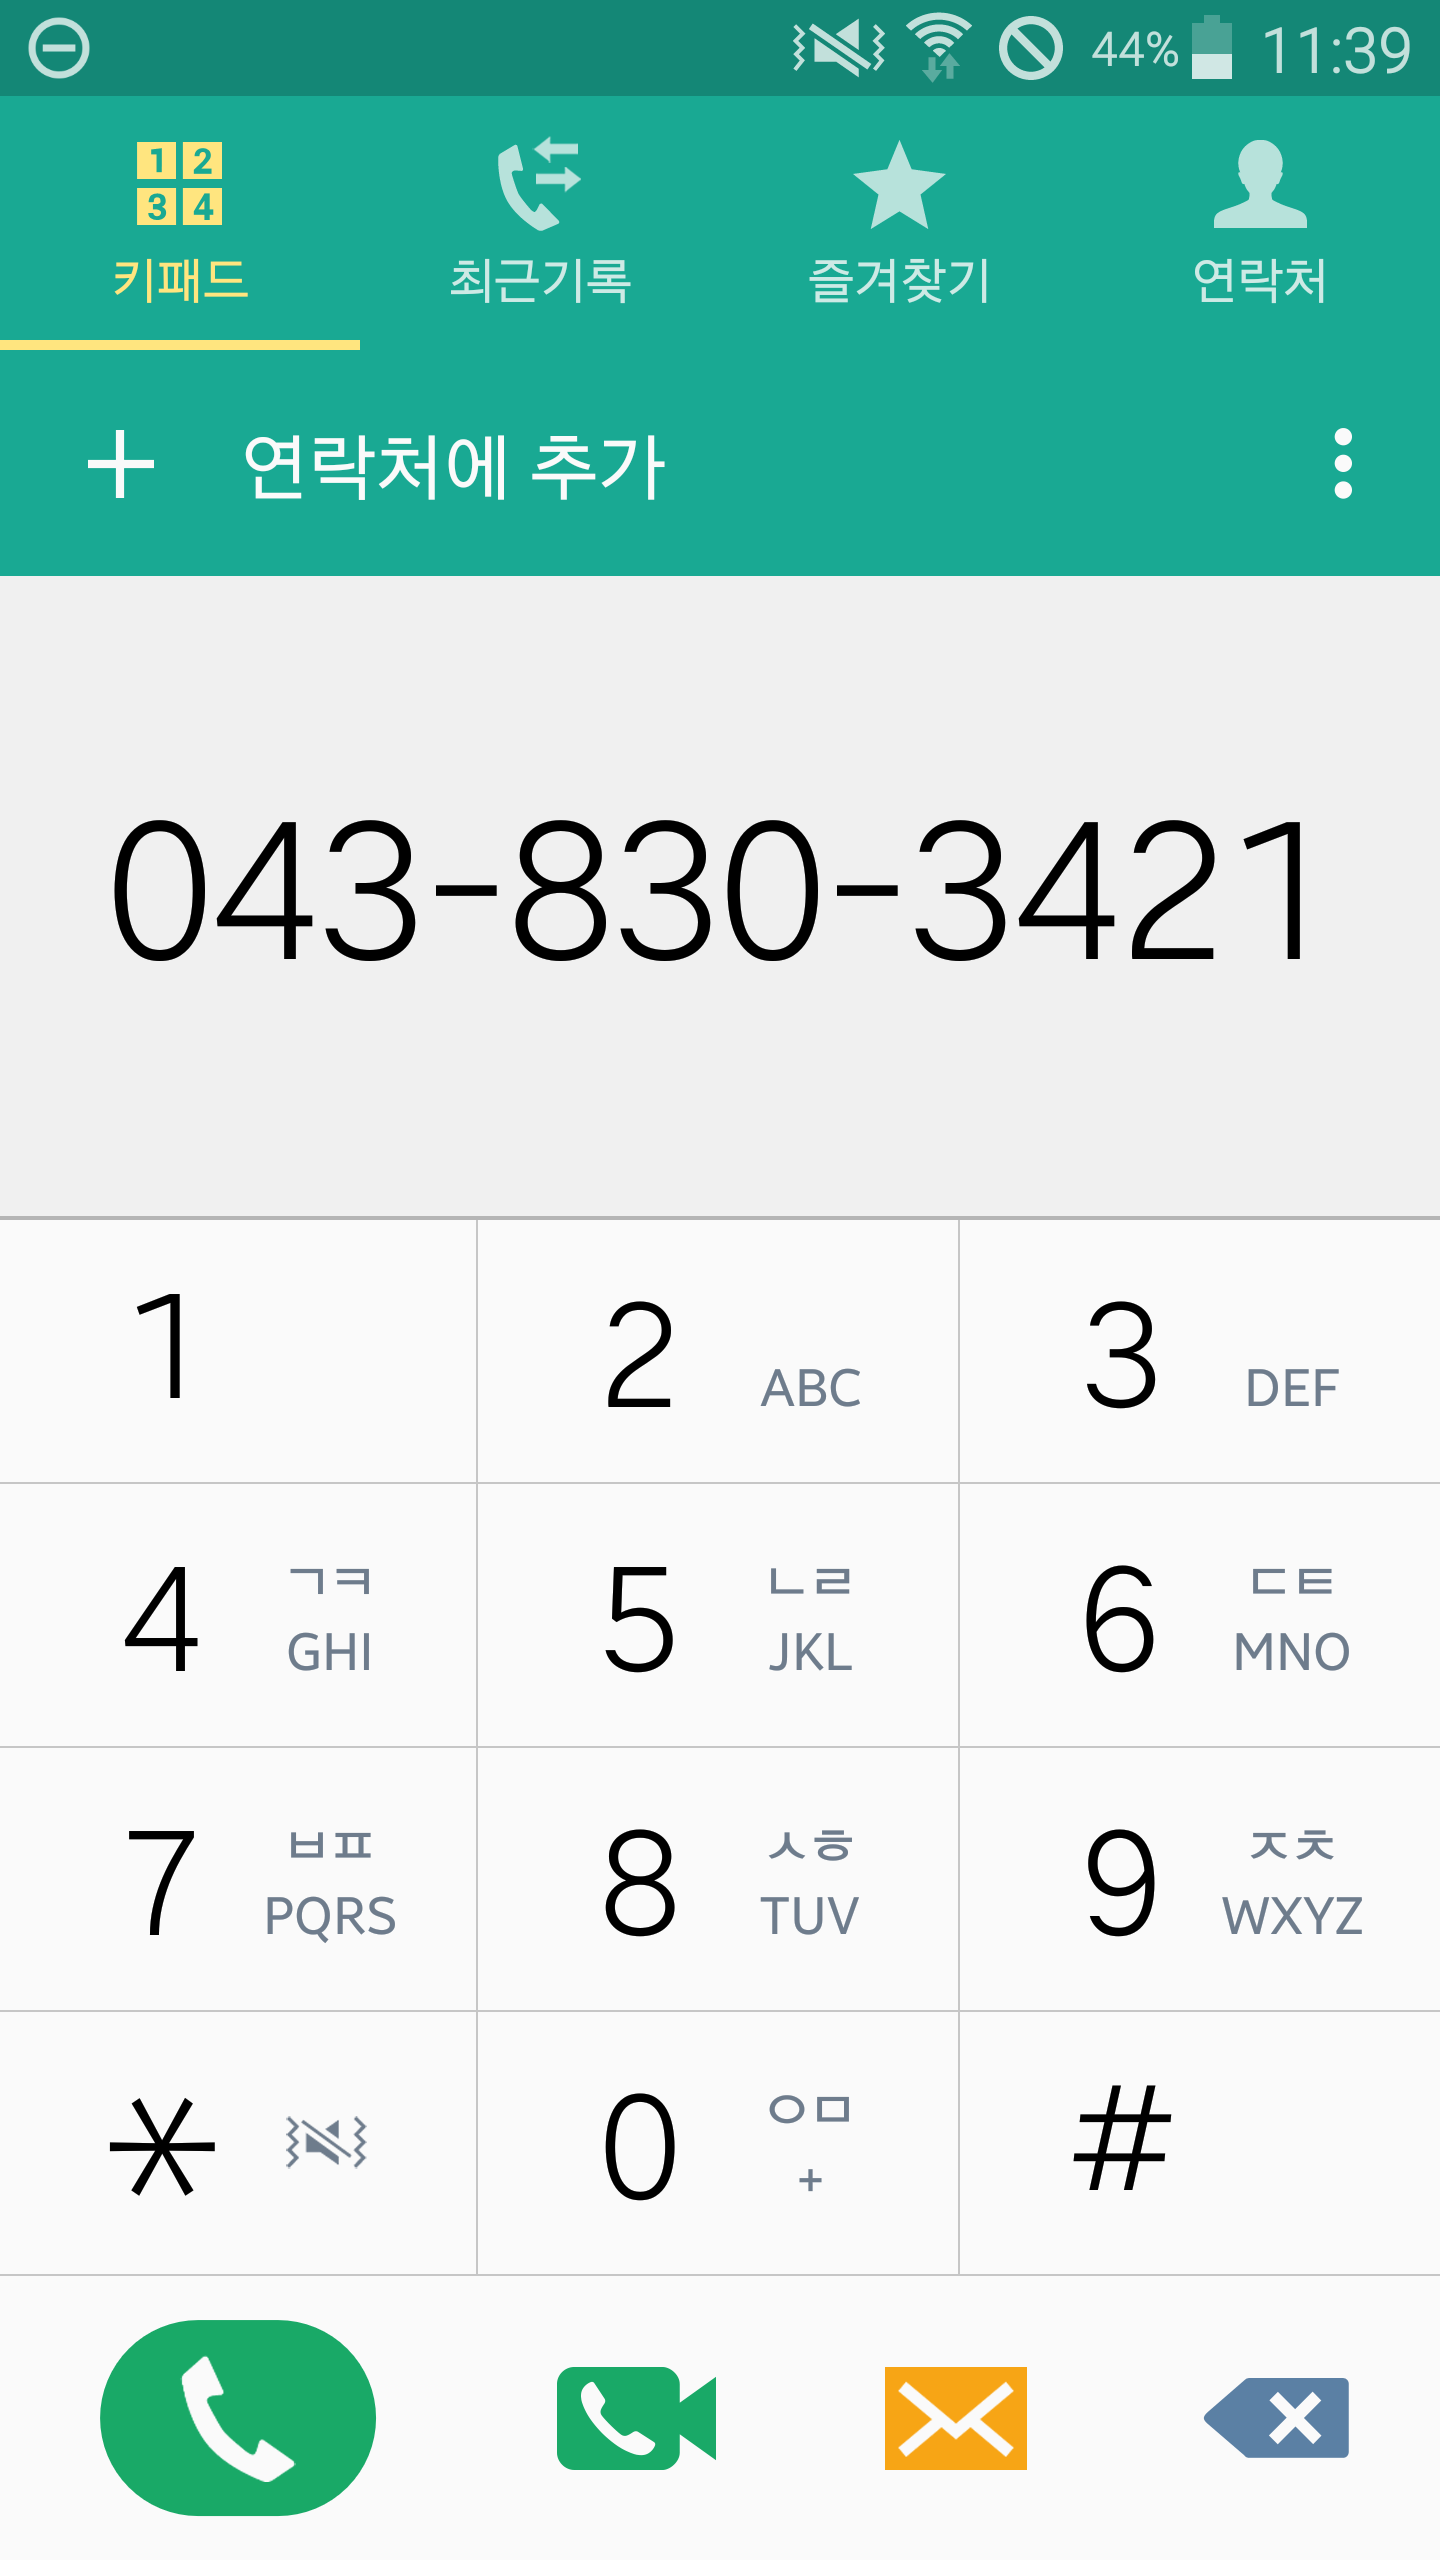 44% 11:39
1 2
3 4
키패드 최근기록 즐겨찾기 연락처
+ 연락처에 추가
043-830-3421
1 2 ABC 3 DEF
4 ㄱㅋ GHI 5 ㄴㄹ JKL 6 ㄷㅌ MNO
7 ㅂㅍ PQRS 8 ㅅㅎ TUV 9 ㅈㅊ WXYZ
* 0 ㅇㅁ + #